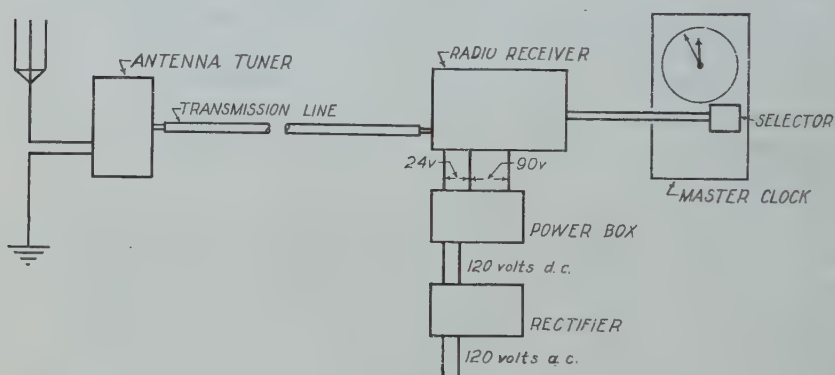 ANTENNA TUNER
TRANSMISSION LINE
RADIO RECEIVER
SELECTOR
MASTER CLOCK
24v
90v
POWER BOX
120 volts d.c.
RECTIFIER
120 volts a.c.